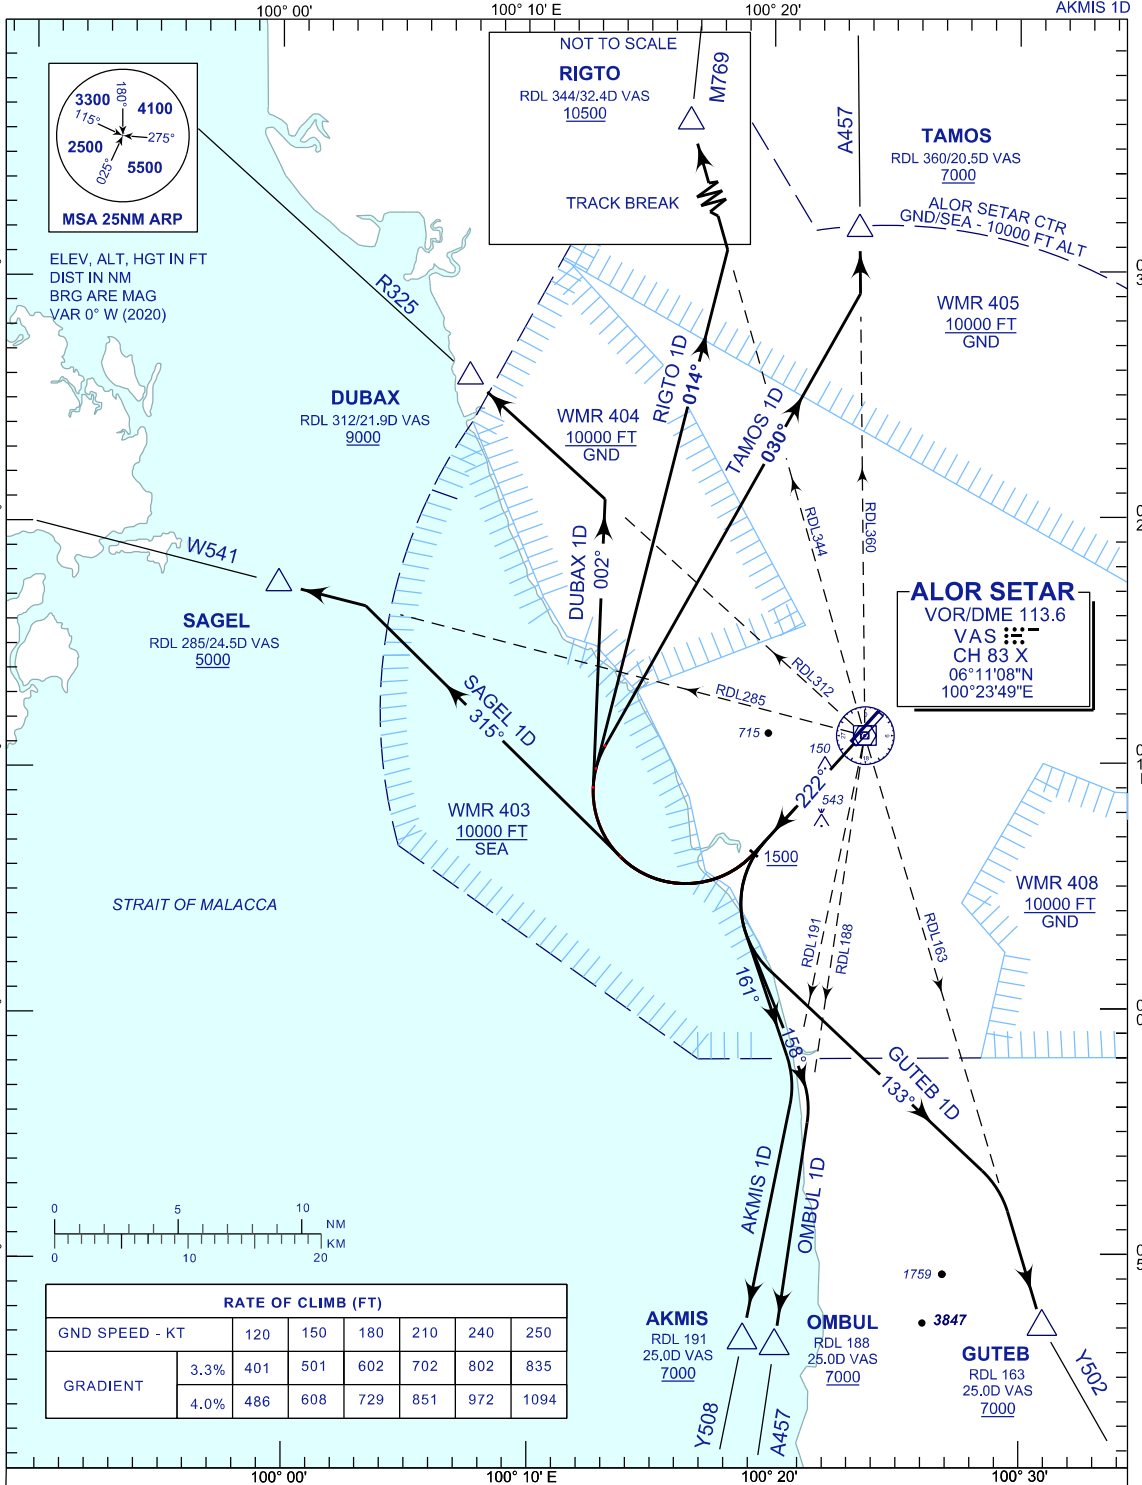 AKMIS 1D
100° 00'
100° 10' E
100° 20'
NOT TO SCALE
RIGTO
RDL 344/32.4D VAS
10500
TRACK BREAK
M769
A457
TAMOS
RDL 360/20.5D VAS
7000
ALOR SETAR CTR
GND/SEA - 10000 FT ALT
3300
180°
4100
115°
275°
2500
025°
5500
MSA 25NM ARP
ELEV, ALT, HGT IN FT
DIST IN NM
BRG ARE MAG
VAR 0° W (2020)
R325
WMR 405
10000 FT
GND
DUBAX
RDL 312/21.9D VAS
9000
WMR 404
10000 FT
GND
RIGTO 1D
014°
TAMOS 1D
030°
W541
SAGEL
RDL 285/24.5D VAS
5000
DUBAX 1D
002°
RDL344
RDL360
ALOR SETAR
VOR/DME 113.6
VAS
CH 83 X
06°11'08"N
100°23'49"E
RDL312
RDL285
SAGEL 1D
315°
715
150
222°
543
1500
WMR 403
10000 FT
SEA
STRAIT OF MALACCA
WMR 408
10000 FT
GND
RDL191
RDL188
RDL163
161°
158°
GUTEB 1D
133°
AKMIS 1D
OMBUL 1D
0
5
10
NM
KM
0
10
20
RATE OF CLIMB (FT)
GND SPEED - KT 120 150 180 210 240 250
GRADIENT
3.3% 401 501 602 702 802 835
4.0% 486 608 729 851 972 1094
1759
3847
AKMIS
RDL 191
25.0D VAS
7000
OMBUL
RDL 188
25.0D VAS
7000
GUTEB
RDL 163
25.0D VAS
7000
Y508
A457
Y502
100° 00'
100° 10' E
100° 20'
100° 30'